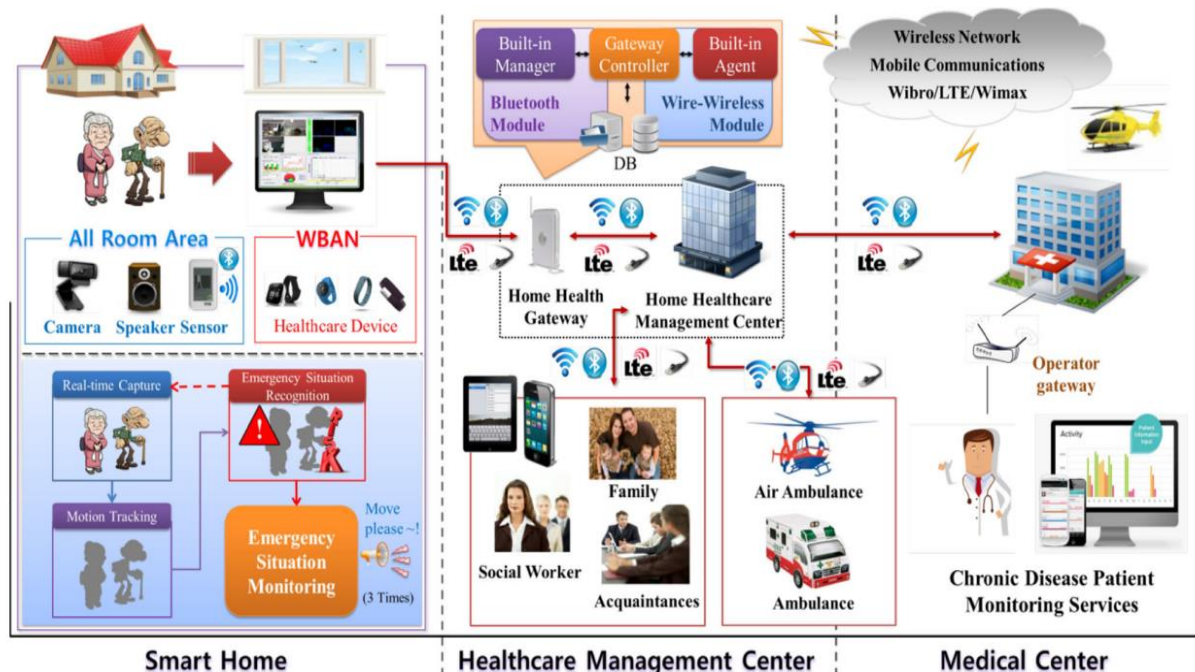 Built-in
Manager
Gateway
Controller
Built-in
Agent
Bluetooth
Module
Wire-Wireless
Module
DB
Wireless Network
Mobile Communications
Wibro/LTE/Wimax
All Room Area
Camera
Speaker
Sensor
WBAN
Healthcare Device
Lte
Lte
Lte
Home Health
Gateway
Home Healthcare
Management Center
Lte
Lte
Operator
gateway
Real-time Capture
Emergency Situation
Recognition
RISK
Motion Tracking
Emergency
Situation
Monitoring
Move
please ~!
(3 Times)
Family
Social Worker
Acquaintances
Air Ambulance
Ambulance
Activity
Patient
Information
Input
Chronic Disease Patient
Monitoring Services
Smart Home
Healthcare Management Center
Medical Center